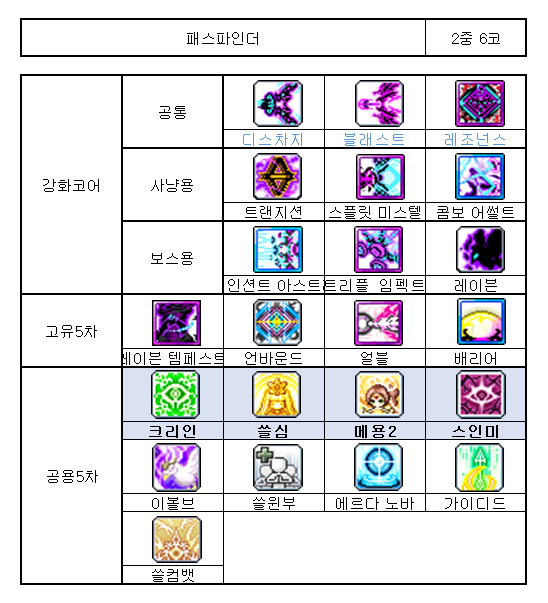 패스파인더 2중 6코
공통
디스차지 블래스트 레조넌스
강화코어 사냥용
트랜지션 스플릿 미스텔 콤보 어썰트
보스용
인션트 아스트 트리플 임팩트 레이븐
고유5차
레이븐 템페스트 언바운드 얼블 배리어
크리인 쓸심 메용2 스인미
공용5차
이볼브 쓸윈부 메르다 노바 가이디드
쓸컴뱃